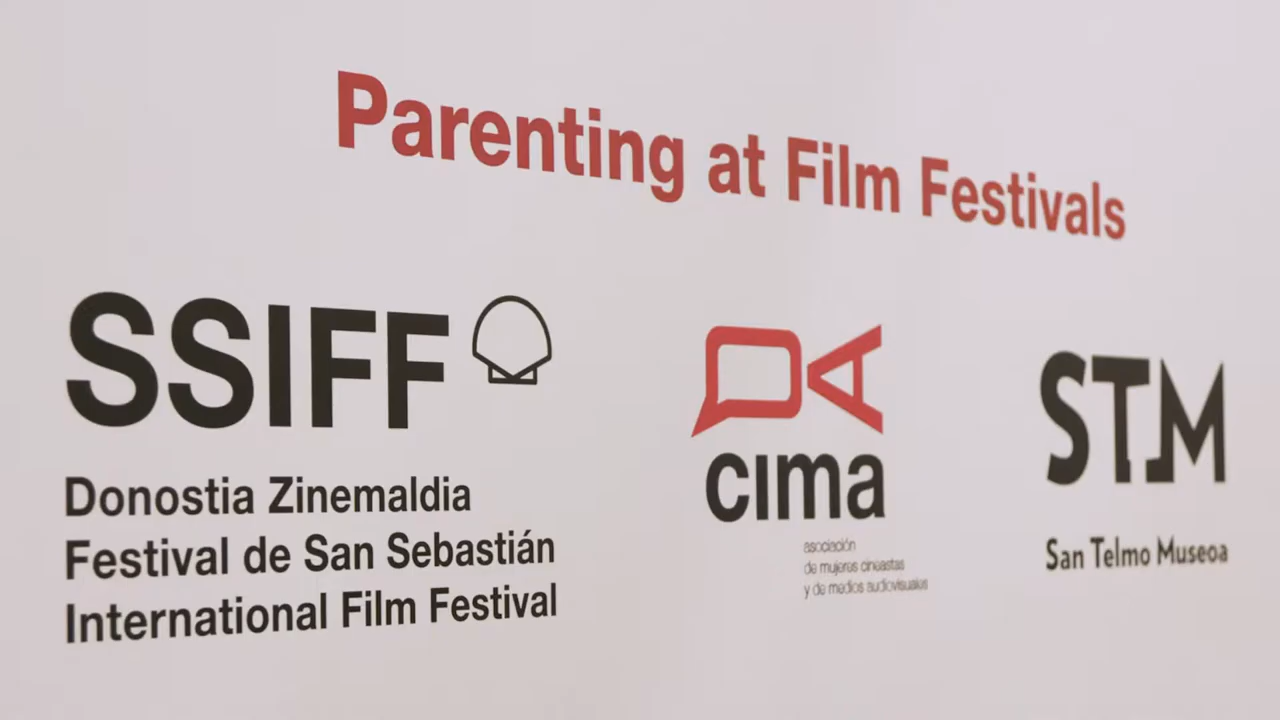 Parenting at Film Festivals
SSIFF
Donostia Zinemaldia
Festival de San Sebastián
International Film Festival
cima
asociación
de mujeres cineastas
y de medios audiovisuales
STM
San Telmo Museoa